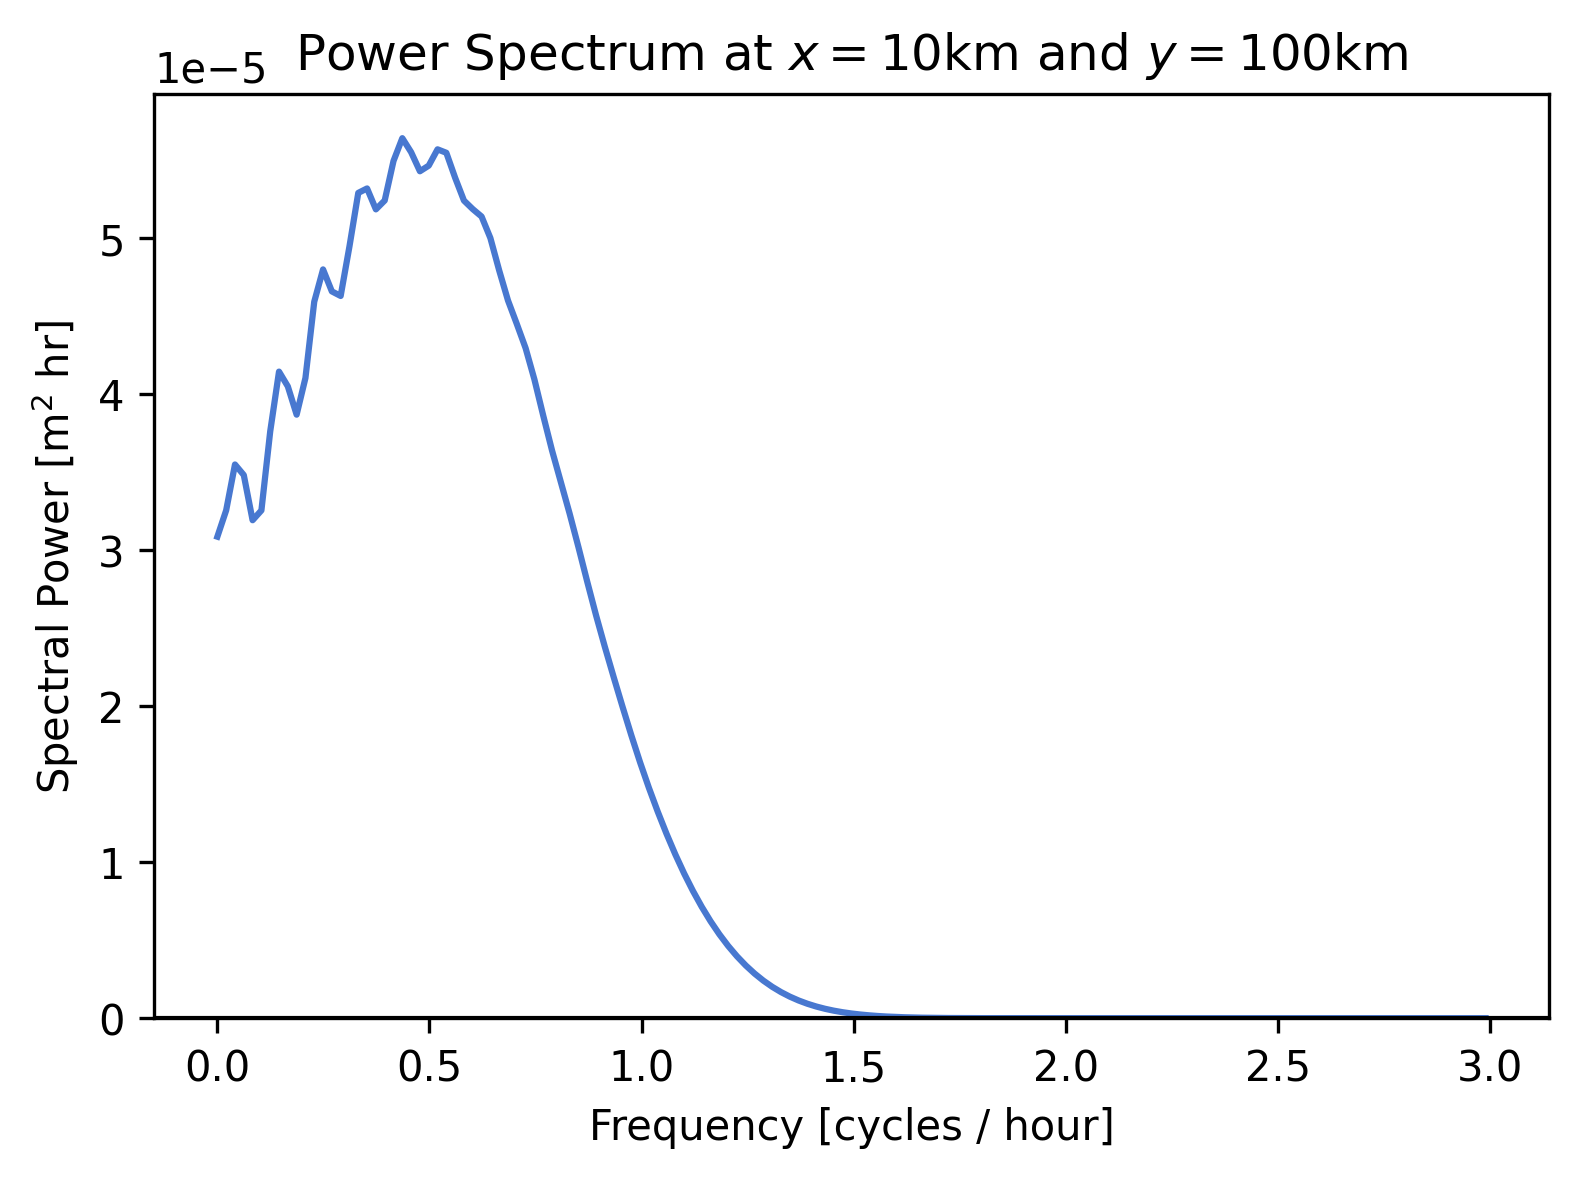 Power Spectrum at x = 10km and y = 100km
1e−5
5
4
3
2
1
0
Spectral Power [m² hr]
0.0 0.5 1.0 1.5 2.0 2.5 3.0
Frequency [cycles / hour]